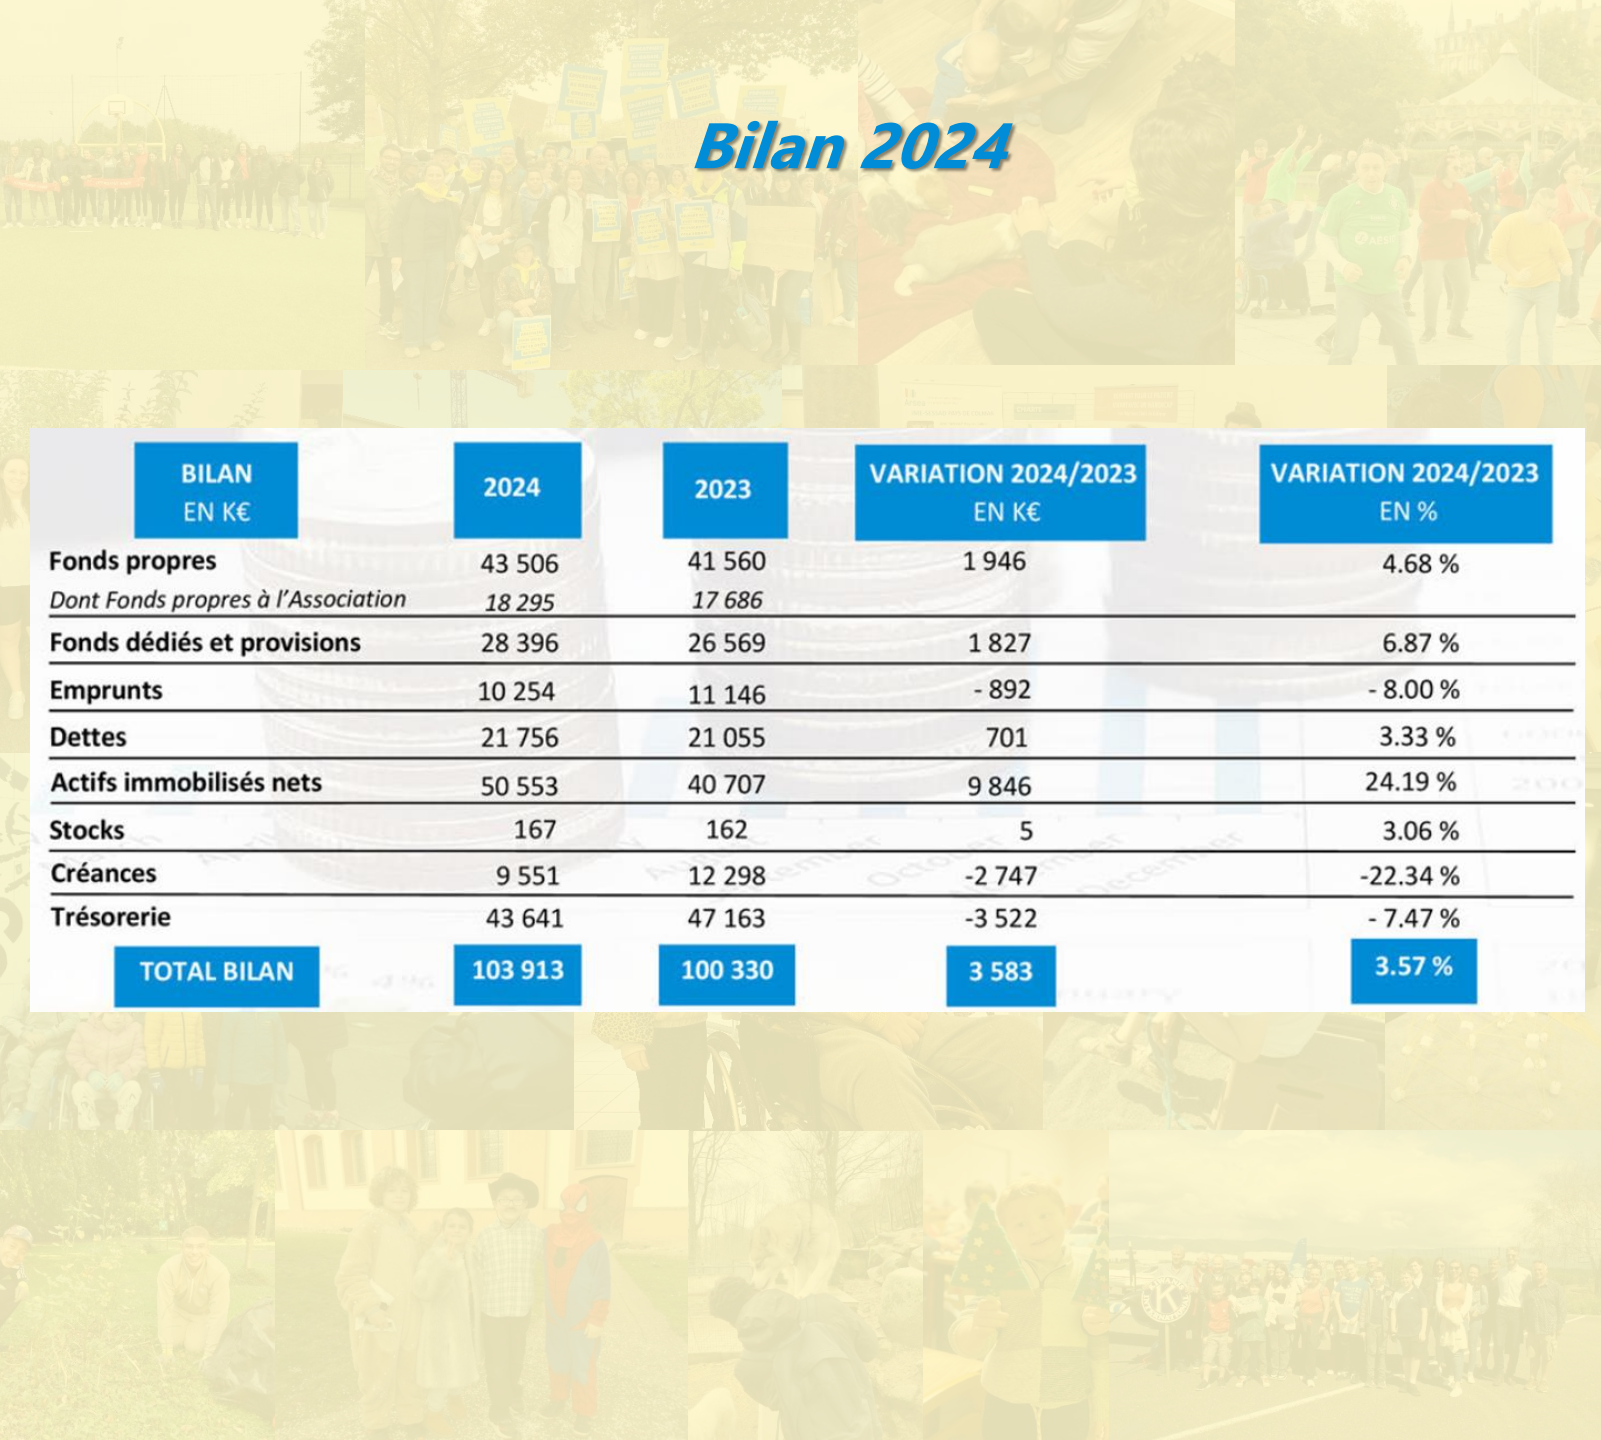 Bilan 2024
BILAN
EN K€
2024
2023
VARIATION 2024/2023
EN K€
VARIATION 2024/2023
EN %
Fonds propres 43 506 41 560 1 946 4.68 %
Dont Fonds propres à l'Association 18 295 17 686
Fonds dédiés et provisions 28 396 26 569 1 827 6.87 %
Emprunts 10 254 11 146 - 892 - 8.00 %
Dettes 21 756 21 055 701 3.33 %
Actifs immobilisés nets 50 553 40 707 9 846 24.19 %
Stocks 167 162 5 3.06 %
Créances 9 551 12 298 -2 747 -22.34 %
Trésorerie 43 641 47 163 -3 522 - 7.47 %
TOTAL BILAN 103 913 100 330 3 583 3.57 %